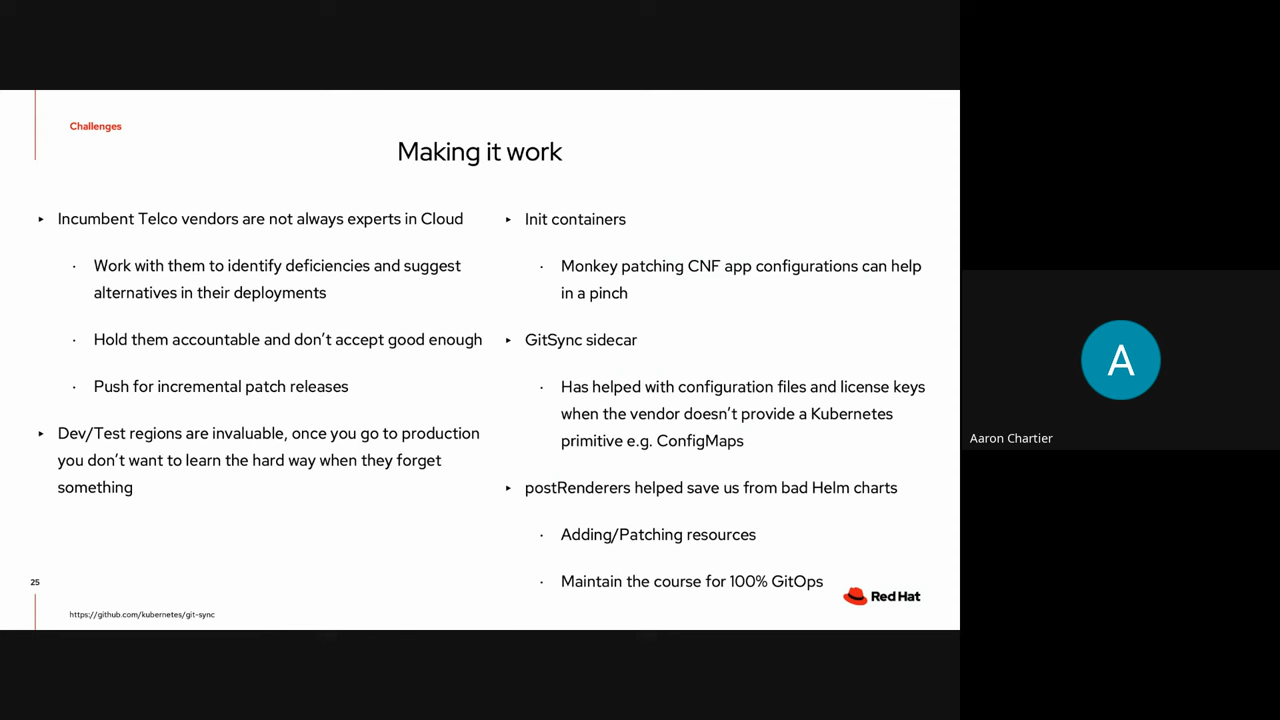 Challenges
Making it work
‣ Incumbent Telco vendors are not always experts in Cloud
· Work with them to identify deficiencies and suggest
alternatives in their deployments
· Hold them accountable and don’t accept good enough
· Push for incremental patch releases
‣ Dev/Test regions are invaluable, once you go to production
you don’t want to learn the hard way when they forget
something
‣ Init containers
· Monkey patching CNF app configurations can help
in a pinch
‣ GitSync sidecar
· Has helped with configuration files and license keys
when the vendor doesn’t provide a Kubernetes
primitive e.g. ConfigMaps
‣ postRenderers helped save us from bad Helm charts
· Adding/Patching resources
· Maintain the course for 100% GitOps
25
https://github.com/kubernetes/git-sync
Red Hat
A
Aaron Chartier